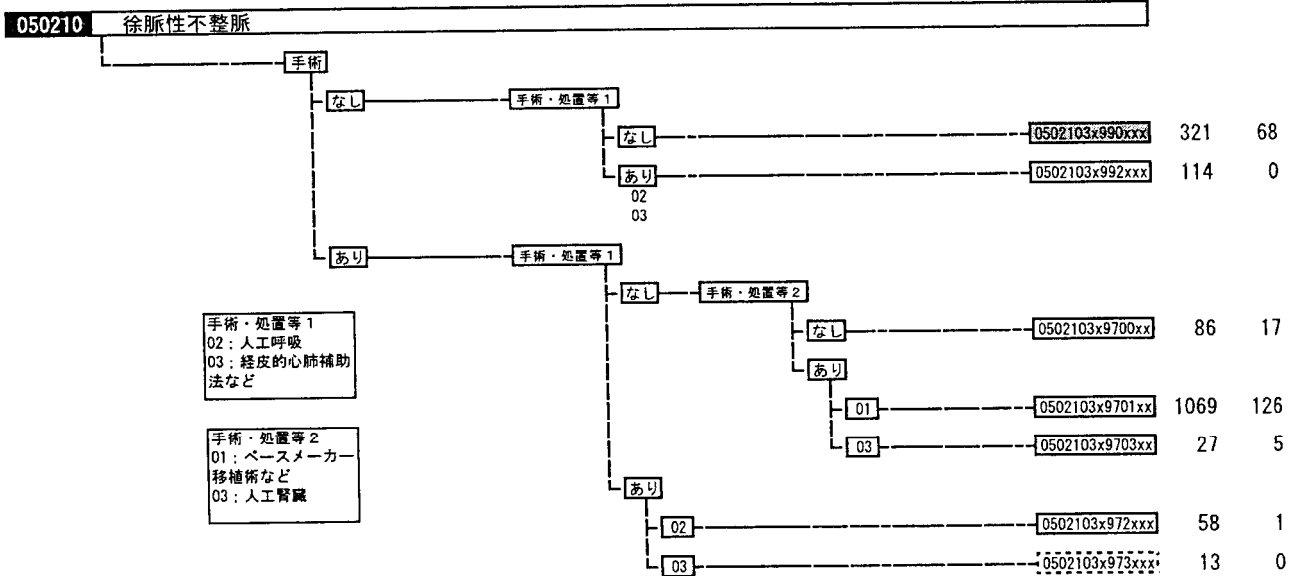 050210 徐脈性不整脈
手術
なし 手術・処置等1
なし 0502103x990xxx 321 68
あり 0502103x992xxx 114 0
02
03
あり 手術・処置等1
なし 手術・処置等2
なし 0502103x9700xx 86 17
あり
01 0502103x9701xx 1069 126
03 0502103x9703xx 27 5
あり
02 0502103x972xxx 58 1
03 0502103x973xxx 13 0
手術・処置等1
02:人工呼吸
03:経皮的心肺補助
法など
手術・処置等2
01:ペースメーカー
移植術など
03:人工腎臓